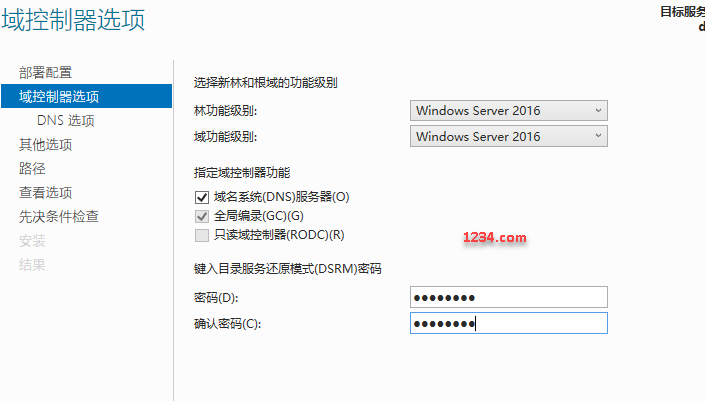 域控制器选项
目标服务
d
部署配置
域控制器选项
DNS 选项
其他选项
路径
查看选项
先决条件检查
安装
结果
选择新林和根域的功能级别
林功能级别: Windows Server 2016
域功能级别: Windows Server 2016
指定域控制器功能
域名系统(DNS)服务器(O)
全局编录(GC)(G)
只读域控制器(RODC)(R)
1234.com
键入目录服务还原模式(DSRM)密码
密码(D): ●●●●●●●●
确认密码(C): ●●●●●●●●